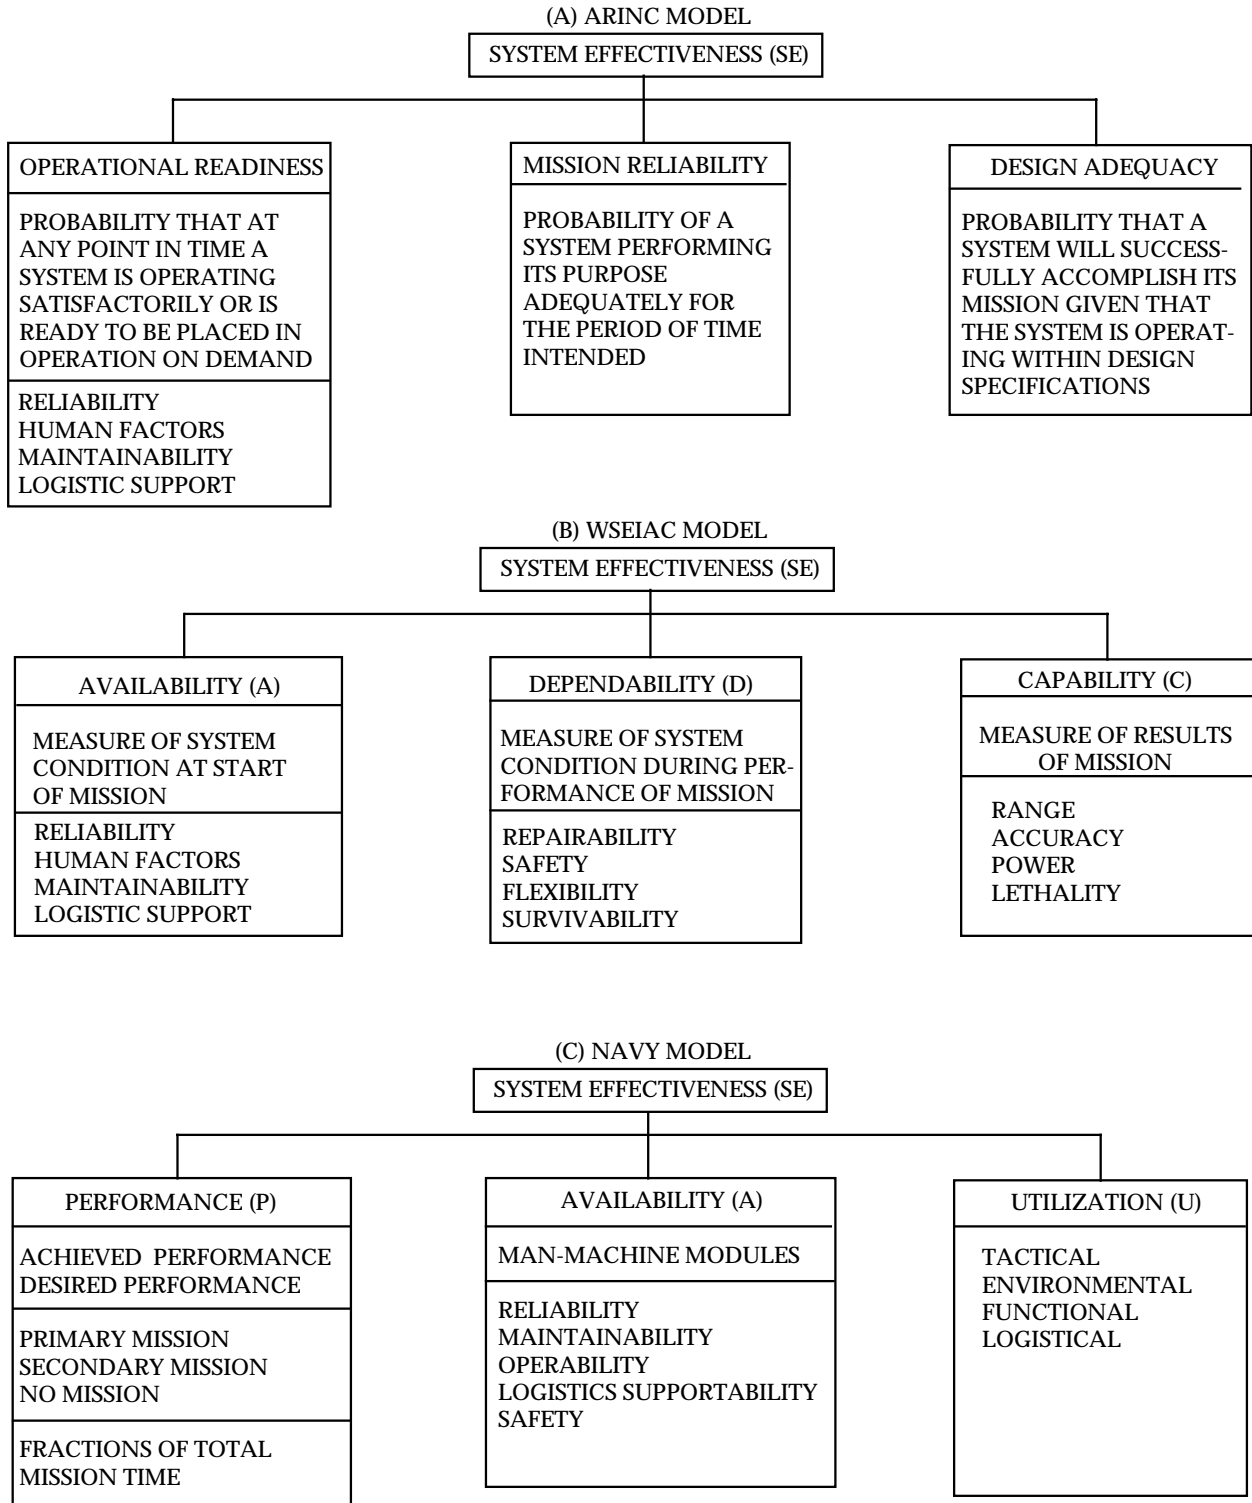 (A) ARINC MODEL
SYSTEM EFFECTIVENESS (SE)
OPERATIONAL READINESS
PROBABILITY THAT AT
ANY POINT IN TIME A
SYSTEM IS OPERATING
SATISFACTORILY OR IS
READY TO BE PLACED IN
OPERATION ON DEMAND
RELIABILITY
HUMAN FACTORS
MAINTAINABILITY
LOGISTIC SUPPORT
MISSION RELIABILITY
PROBABILITY OF A
SYSTEM PERFORMING
ITS PURPOSE
ADEQUATELY FOR
THE PERIOD OF TIME
INTENDED
DESIGN ADEQUACY
PROBABILITY THAT A
SYSTEM WILL SUCCESS-
FULLY ACCOMPLISH ITS
MISSION GIVEN THAT
THE SYSTEM IS OPERAT-
ING WITHIN DESIGN
SPECIFICATIONS
(B) WSEIAC MODEL
SYSTEM EFFECTIVENESS (SE)
AVAILABILITY (A)
MEASURE OF SYSTEM
CONDITION AT START
OF MISSION
RELIABILITY
HUMAN FACTORS
MAINTAINABILITY
LOGISTIC SUPPORT
DEPENDABILITY (D)
MEASURE OF SYSTEM
CONDITION DURING PER-
FORMANCE OF MISSION
REPAIRABILITY
SAFETY
FLEXIBILITY
SURVIVABILITY
CAPABILITY (C)
MEASURE OF RESULTS
OF MISSION
RANGE
ACCURACY
POWER
LETHALITY
(C) NAVY MODEL
SYSTEM EFFECTIVENESS (SE)
PERFORMANCE (P)
ACHIEVED PERFORMANCE
DESIRED PERFORMANCE
PRIMARY MISSION
SECONDARY MISSION
NO MISSION
FRACTIONS OF TOTAL
MISSION TIME
AVAILABILITY (A)
MAN-MACHINE MODULES
RELIABILITY
MAINTAINABILITY
OPERABILITY
LOGISTICS SUPPORTABILITY
SAFETY
UTILIZATION (U)
TACTICAL
ENVIRONMENTAL
FUNCTIONAL
LOGISTICAL